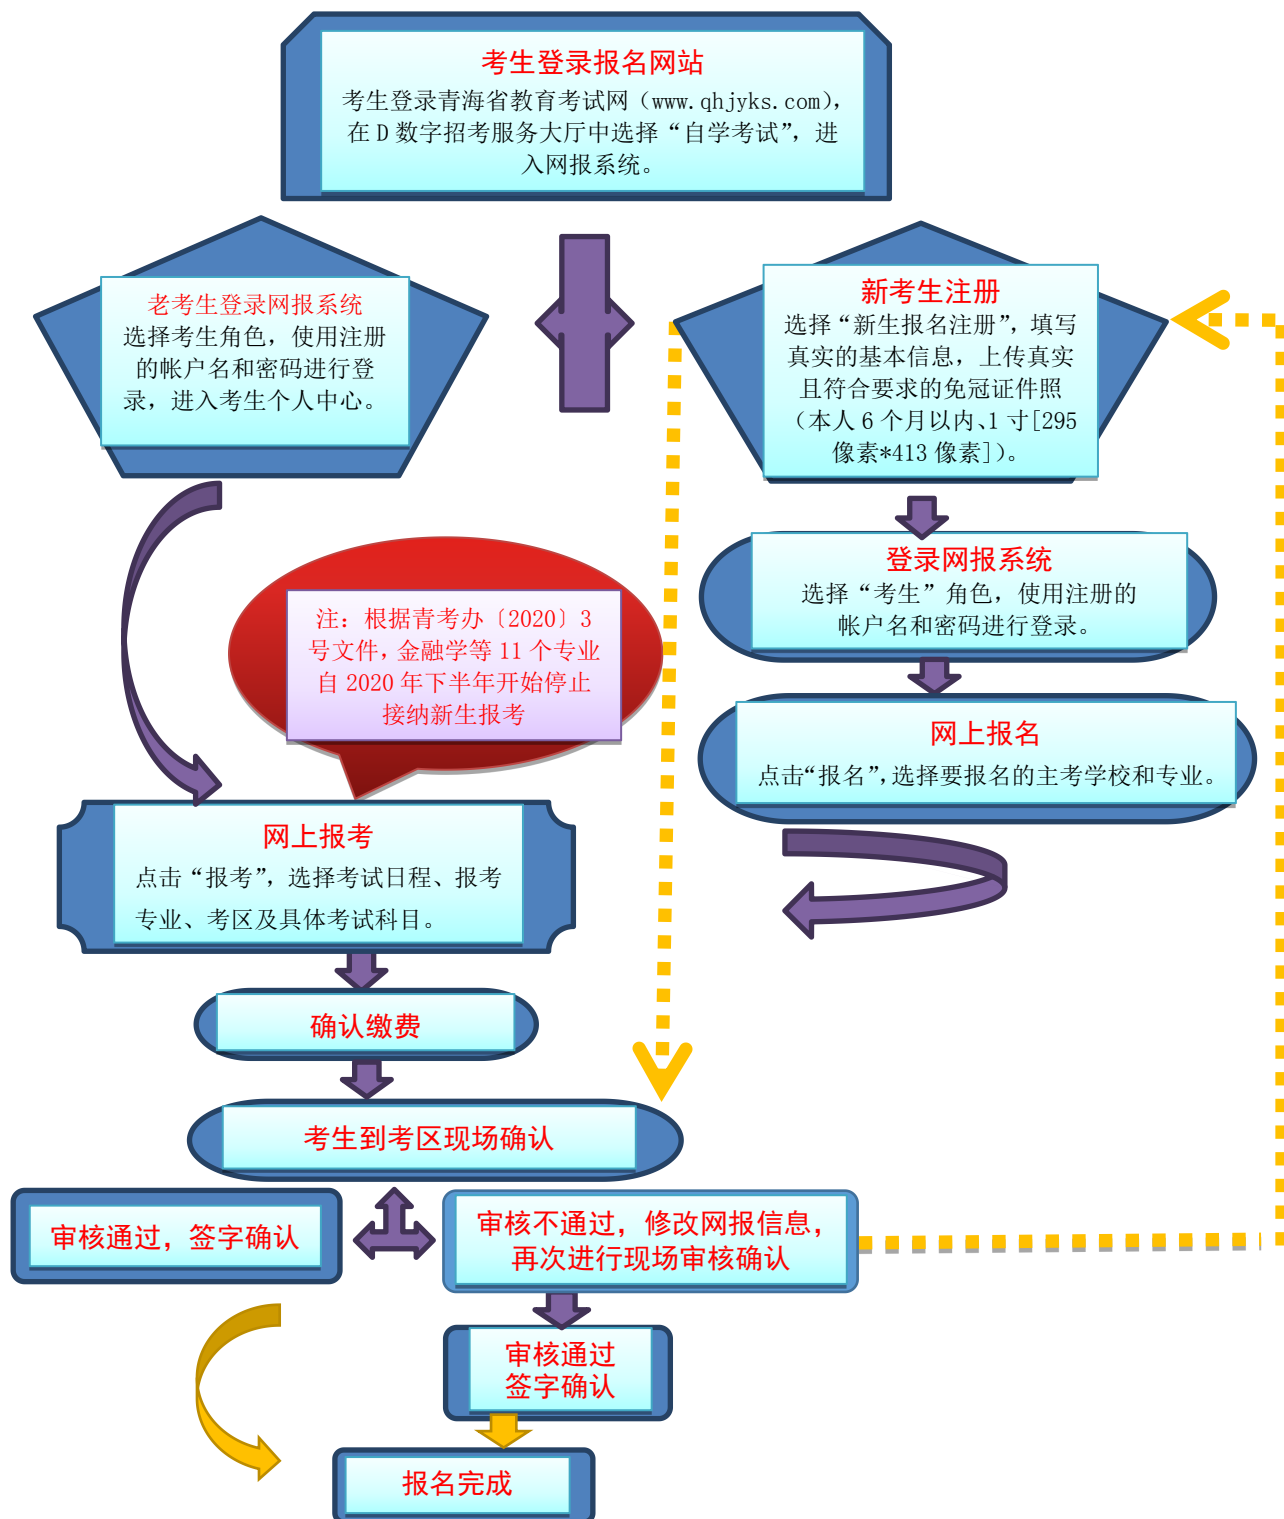 考生登录报名网站
考生登录青海省教育考试网（www.qhjyks.com），
在 D 数字招考服务大厅中选择“自学考试”，进
入网报系统。
老考生登录网报系统
选择考生角色，使用注册
的帐户名和密码进行登
录，进入考生个人中心。
新考生注册
选择“新生报名注册”，填写
真实的基本信息，上传真实
且符合要求的免冠证件照
（本人 6 个月以内、1 寸[295
像素*413 像素]）。
登录网报系统
选择“考生”角色，使用注册的
帐户名和密码进行登录。
注：根据青考办〔2020〕3
号文件，金融学等 11 个专业
自 2020 年下半年开始停止
接纳新生报考
网上报名
点击“报名”，选择要报名的主考学校和专业。
网上报考
点击“报考”，选择考试日程、报考
专业、考区及具体考试科目。
确认缴费
考生到考区现场确认
审核通过，签字确认
审核不通过，修改网报信息，
再次进行现场审核确认
审核通过
签字确认
报名完成